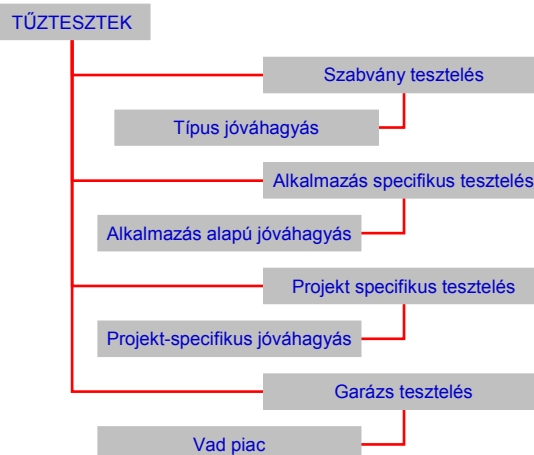 TŰZTESZTEK
Szabvány tesztelés
Típus jóváhagyás
Alkalmazás specifikus tesztelés
Alkalmazás alapú jóváhagyás
Projekt specifikus tesztelés
Projekt-specifikus jóváhagyás
Garázs tesztelés
Vad piac